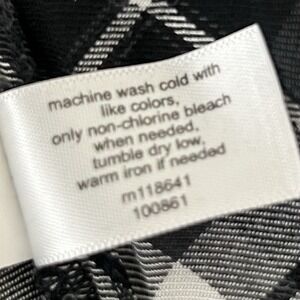 machine wash cold with
like colors,
only non-chlorine bleach
when needed,
tumble dry low,
warm iron if needed
m118641
100861